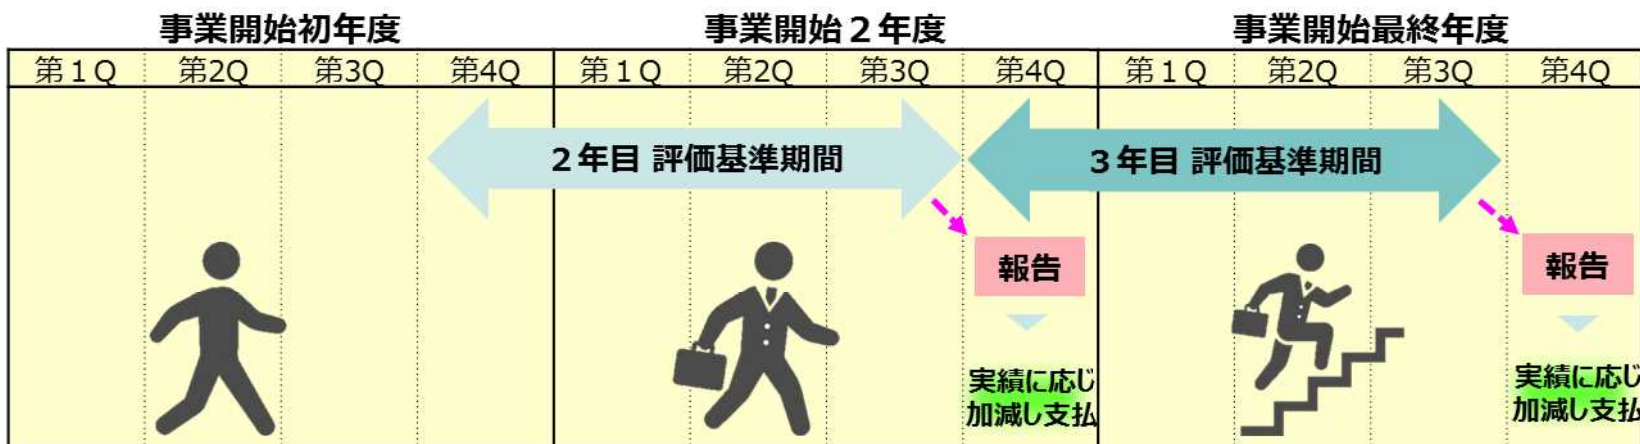 事業開始初年度 事業開始２年度 事業開始最終年度
第１Q 第2Q 第3Q 第4Q 第１Q 第2Q 第3Q 第4Q 第１Q 第2Q 第3Q 第4Q
２年目 評価基準期間 ３年目 評価基準期間
報告 報告
実績に応じ 実績に応じ
加減し支払 加減し支払